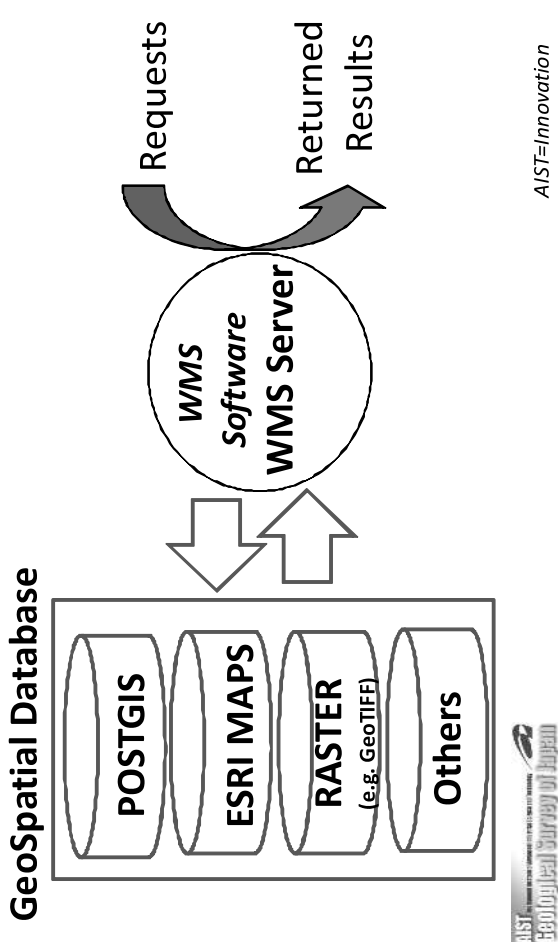 GeoSpatial Database
POSTGIS
ESRI MAPS
RASTER
(e.g. GeoTIFF)
Others
WMS
Software
WMS Server
Requests
Returned
Results
AIST
Geological Survey of Japan
AIST=Innovation